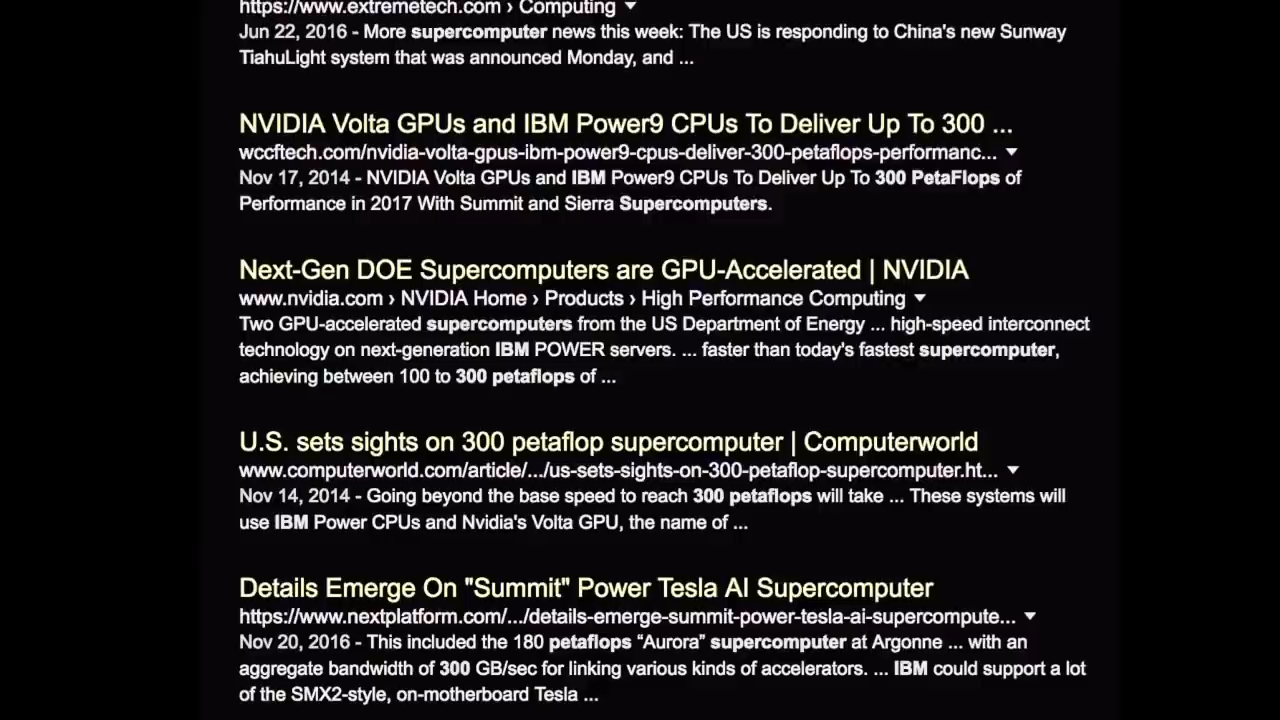 https://www.extremetech.com › Computing
Jun 22, 2016 - More supercomputer news this week: The US is responding to China's new Sunway
TiahuLight system that was announced Monday, and ...
NVIDIA Volta GPUs and IBM Power9 CPUs To Deliver Up To 300 ...
wccftech.com/nvidia-volta-gpus-ibm-power9-cpus-deliver-300-petaflops-performanc...
Nov 17, 2014 - NVIDIA Volta GPUs and IBM Power9 CPUs To Deliver Up To 300 PetaFlops of
Performance in 2017 With Summit and Sierra Supercomputers.
Next-Gen DOE Supercomputers are GPU-Accelerated | NVIDIA
www.nvidia.com › NVIDIA Home › Products › High Performance Computing
Two GPU-accelerated supercomputers from the US Department of Energy ... high-speed interconnect
technology on next-generation IBM POWER servers. ... faster than today's fastest supercomputer,
achieving between 100 to 300 petaflops of ...
U.S. sets sights on 300 petaflop supercomputer | Computerworld
www.computerworld.com/article/.../us-sets-sights-on-300-petaflop-supercomputer.ht...
Nov 14, 2014 - Going beyond the base speed to reach 300 petaflops will take ... These systems will
use IBM Power CPUs and Nvidia's Volta GPU, the name of ...
Details Emerge On "Summit" Power Tesla AI Supercomputer
https://www.nextplatform.com/.../details-emerge-summit-power-tesla-ai-supercompute...
Nov 20, 2016 - This included the 180 petaflops “Aurora” supercomputer at Argonne ... with an
aggregate bandwidth of 300 GB/sec for linking various kinds of accelerators. ... IBM could support a lot
of the SMX2-style, on-motherboard Tesla ...